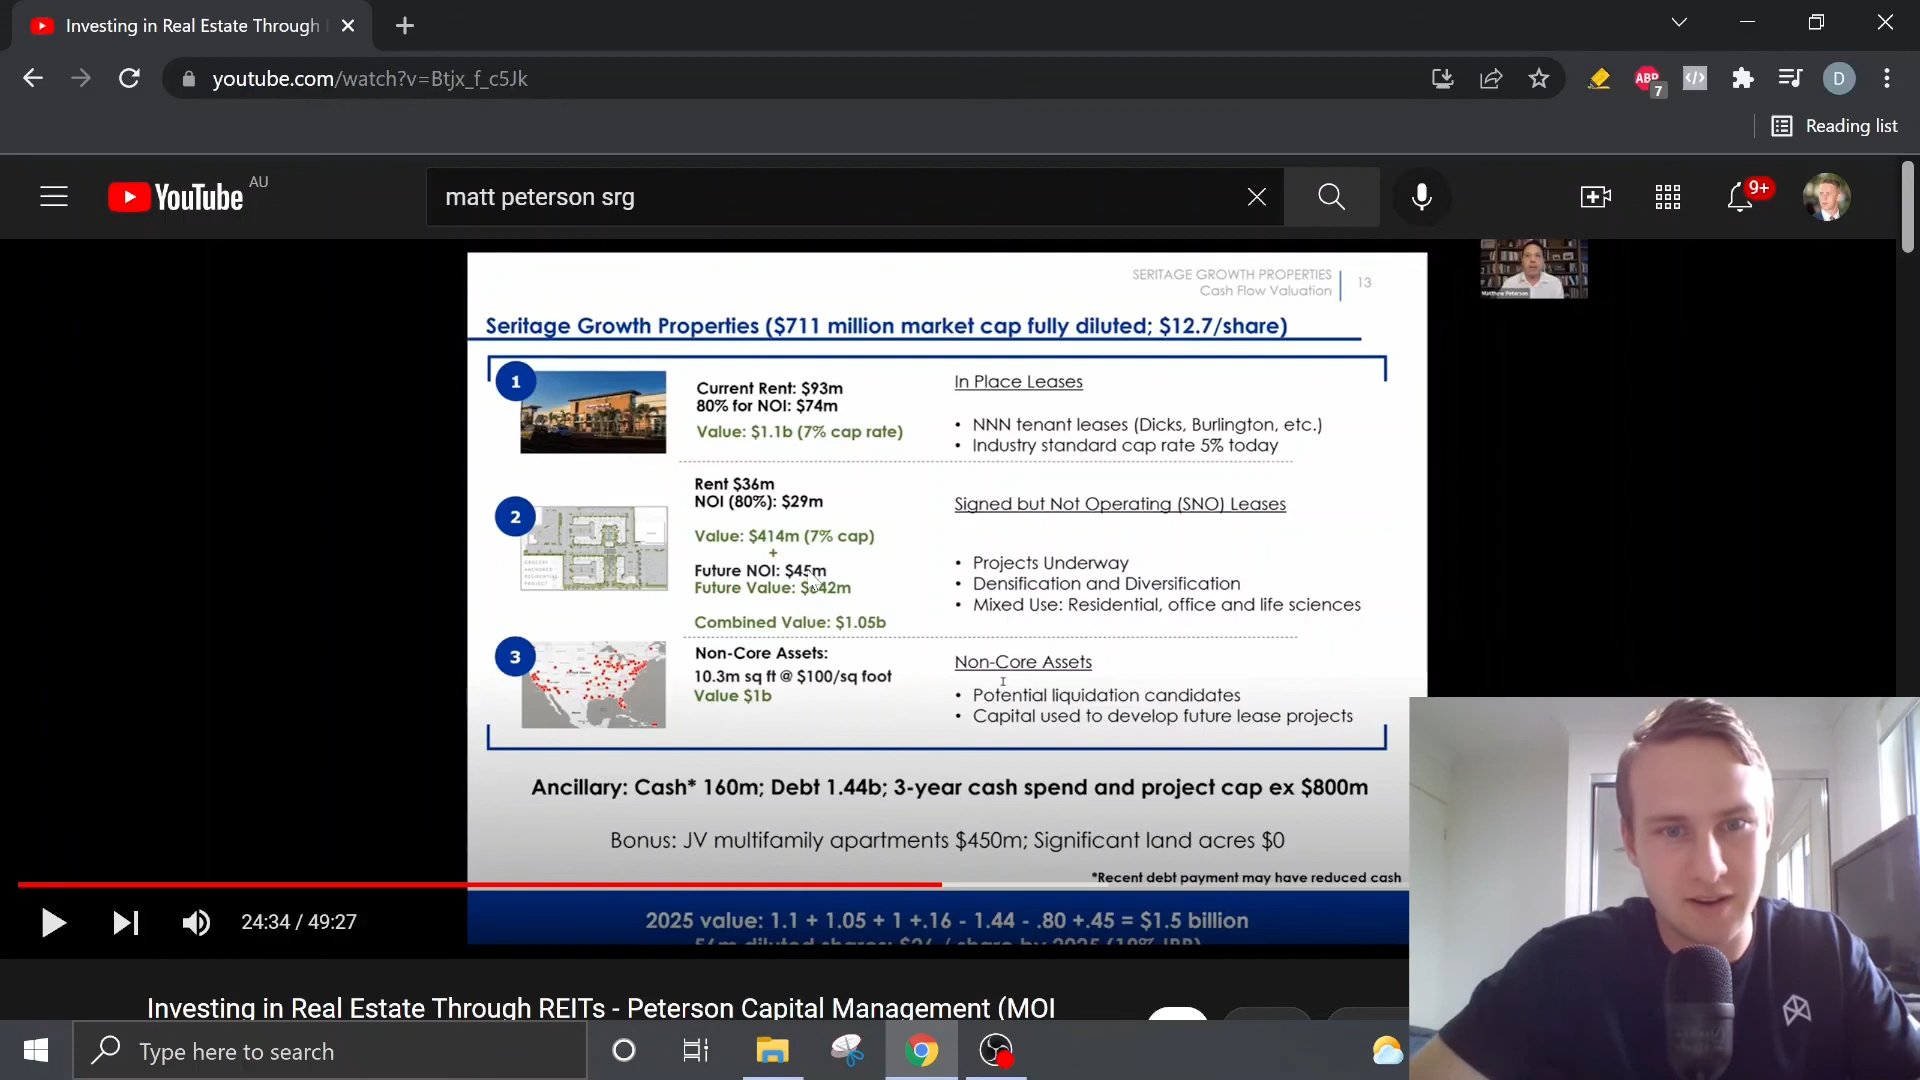 Investing in Real Estate Through
youtube.com/watch?v=Btjx_f_c5Jk
ABP
7
</>
D
Reading list
YouTube
AU
matt peterson srg
9+
SERITAGE GROWTH PROPERTIES
Cash Flow Valuation
13
Matthew Peterson
Seritage Growth Properties ($711 million market cap fully diluted; $12.7/share)
1
Current Rent: $93m
80% for NOI: $74m
Value: $1.1b (7% cap rate)
In Place Leases
• NNN tenant leases (Dicks, Burlington, etc.)
• Industry standard cap rate 5% today
2
GROCERY
ANCHORED
RESIDENTIAL
PROJECT
Rent $36m
NOI (80%): $29m
Value: $414m (7% cap)
+
Future NOI: $45m
Future Value:
Combined Value: $1.05b
Signed but Not Operating (SNO) Leases
• Projects Underway
• Densification and Diversification
• Mixed Use: Residential, office and life sciences
3
Non-Core Assets:
10.3m sq ft @ $100/sq foot
Value $1b
Non-Core Assets
• Potential liquidation candidates
• Capital used to develop future lease projects
Ancillary: Cash* 160m; Debt 1.44b; 3-year cash spend and project cap ex $800m
Bonus: JV multifamily apartments $450m; Significant land acres $0
*Recent debt payment may have reduced cash
2025 value: 1.1 + 1.05 + 1 +.16 - 1.44 - .80 +.45 = $1.5 billion
24:34 / 49:27
Investing in Real Estate Through REITs - Peterson Capital Management (MOI
Type here to search